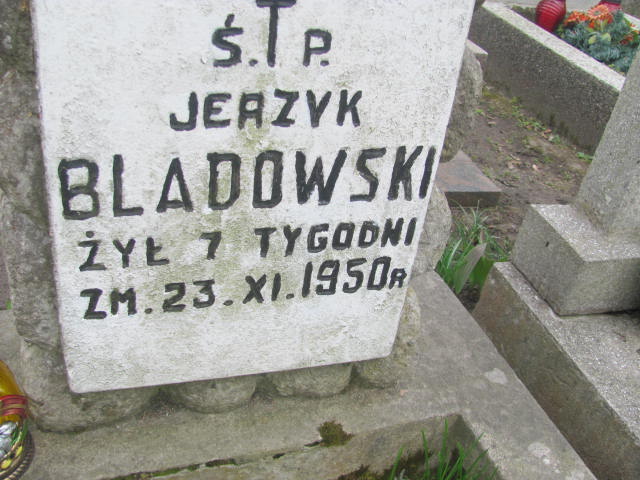 Ś. † P.
JERZYK
BLADOWSKI
ŻYŁ 7 TYGODNI
ZM. 23. XI. 1950 R